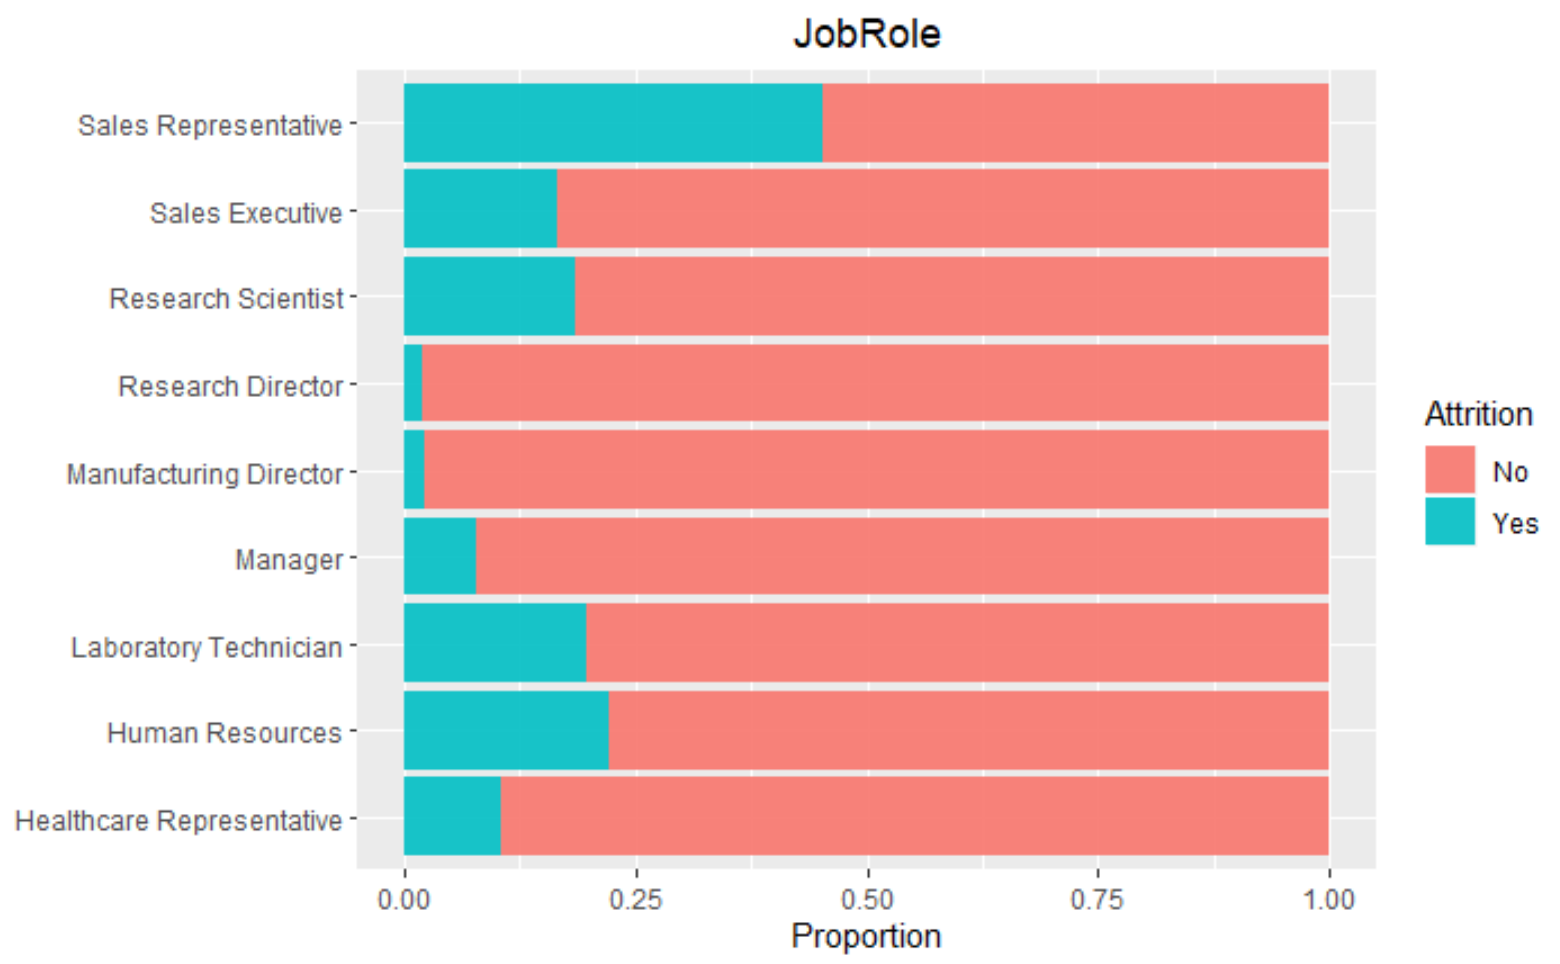 JobRole
Sales Representative
Sales Executive
Research Scientist
Research Director
Manufacturing Director
Manager
Laboratory Technician
Human Resources
Healthcare Representative
0.00 0.25 0.50 0.75 1.00
Proportion
Attrition
No
Yes